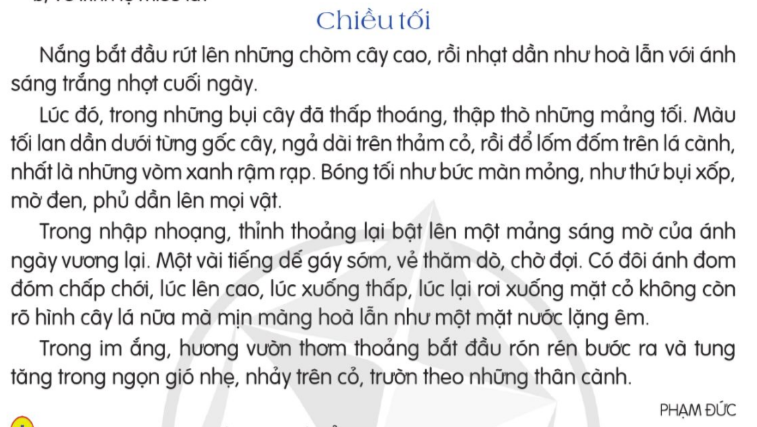 Chiều tối
Nắng bắt đầu rút lên những chòm cây cao, rồi nhạt dần như hoà lẫn với ánh
sáng trắng nhợt cuối ngày.
Lúc đó, trong những bụi cây đã thấp thoáng, thập thò những mảng tối. Màu
tối lan dần dưới từng gốc cây, ngả dài trên thảm cỏ, rồi đổ lốm đốm trên lá cành,
nhất là những vòm xanh rậm rạp. Bóng tối như bức màn mỏng, như thứ bụi xốp,
mờ đen, phủ dần lên mọi vật.
Trong nhập nhoạng, thỉnh thoảng lại bật lên một mảng sáng mờ của ánh
ngày vương lại. Một vài tiếng dế gáy sớm, vẻ thăm dò, chờ đợi. Có đôi ánh đom
đóm chấp chới, lúc lên cao, lúc xuống thấp, lúc lại rơi xuống mặt cỏ không còn
rõ hình cây lá nữa mà mịn màng hoà lẫn như một mặt nước lặng êm.
Trong im ắng, hương vườn thơm thoảng bắt đầu rón rén bước ra và tung
tăng trong ngọn gió nhẹ, nhảy trên cỏ, trườn theo những thân cành.
PHẠM ĐỨC